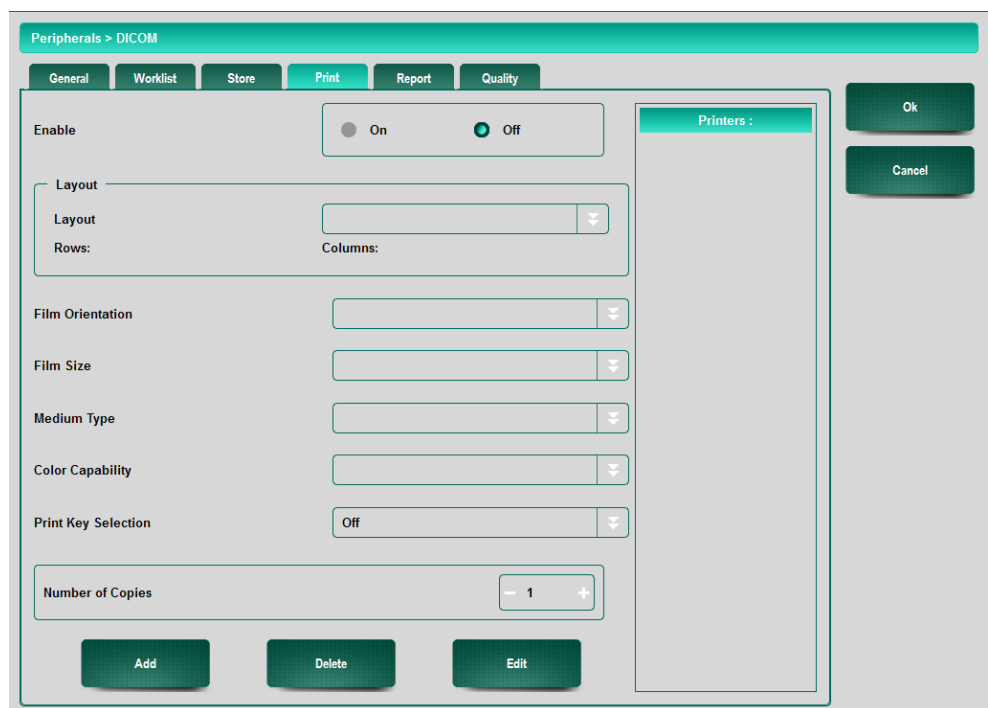 Peripherals > DICOM
General Worklist Store Print Report Quality
Enable
On Off
Layout
Layout
Rows: Columns:
Film Orientation
Film Size
Medium Type
Color Capability
Print Key Selection Off
Number of Copies - 1 +
Add Delete Edit
Printers :
Ok
Cancel